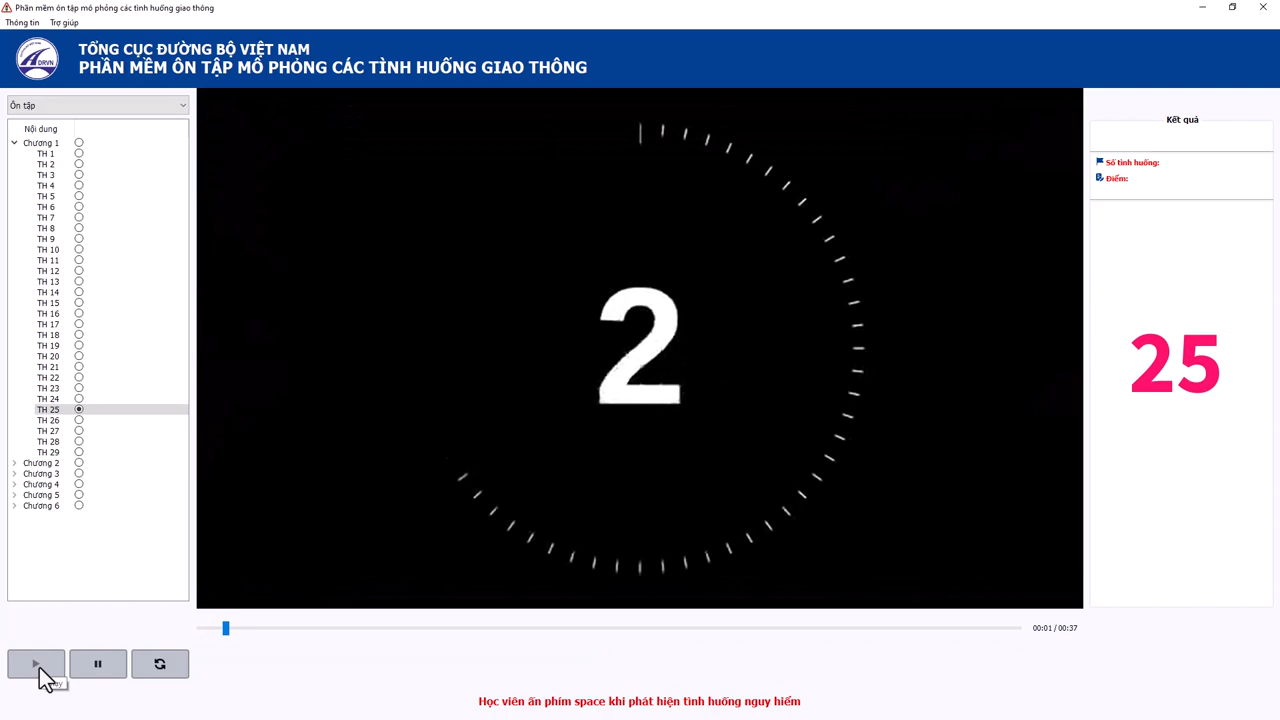 Phần mềm ôn tập mô phỏng các tình huống giao thông
Thông tin Trợ giúp
DRVN
TỔNG CỤC ĐƯỜNG BỘ VIỆT NAM
PHẦN MỀM ÔN TẬP MÔ PHỎNG CÁC TÌNH HUỐNG GIAO THÔNG
Ôn tập
Nội dung
Chương 1
TH 1
TH 2
TH 3
TH 4
TH 5
TH 6
TH 7
TH 8
TH 9
TH 10
TH 11
TH 12
TH 13
TH 14
TH 15
TH 16
TH 17
TH 18
TH 19
TH 20
TH 21
TH 22
TH 23
TH 24
TH 25
TH 26
TH 27
TH 28
TH 29
Chương 2
Chương 3
Chương 4
Chương 5
Chương 6
2
Kết quả
Số tình huống:
Điểm:
25
00:01 / 00:37
Học viên ấn phím space khi phát hiện tình huống nguy hiểm